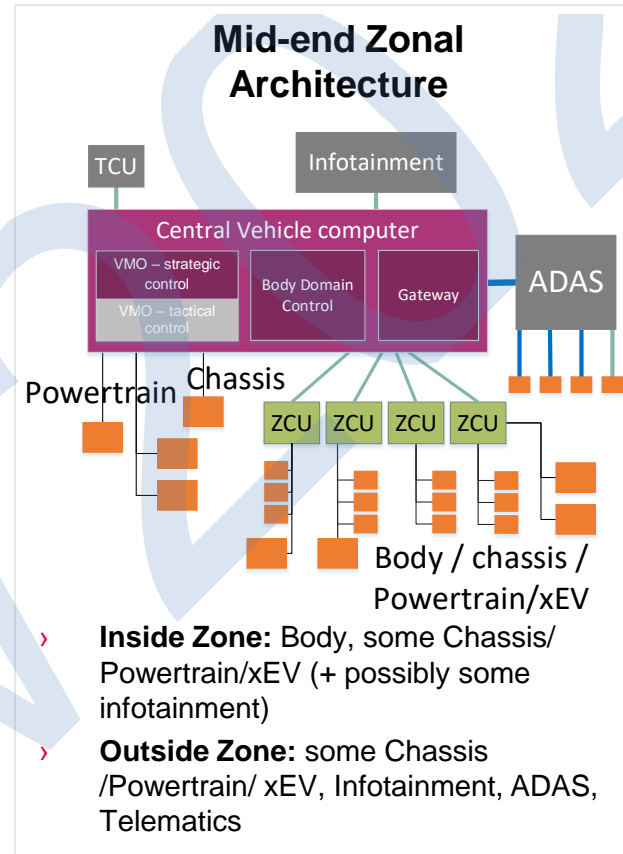 Mid-end Zonal
Architecture
TCU
Infotainment
Central Vehicle computer
VMO – strategic
control
VMO – tactical
control
Body Domain
Control
Gateway
ADAS
Powertrain
Chassis
ZCU
ZCU
ZCU
ZCU
Body / chassis /
Powertrain/xEV
› Inside Zone: Body, some Chassis/
Powertrain/xEV (+ possibly some
infotainment)
› Outside Zone: some Chassis
/Powertrain/ xEV, Infotainment, ADAS,
Telematics